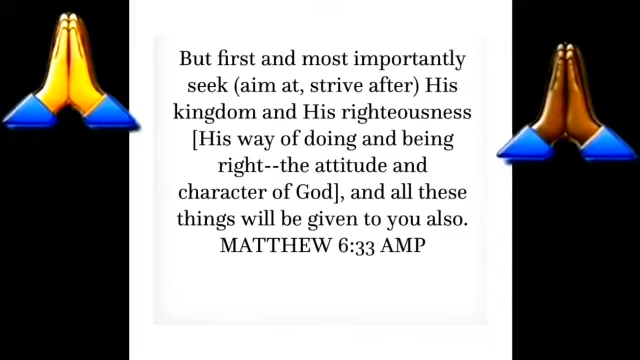 But first and most importantly
seek (aim at, strive after) His
kingdom and His righteousness
[His way of doing and being
right--the attitude and
character of God], and all these
things will be given to you also.
MATTHEW 6:33 AMP